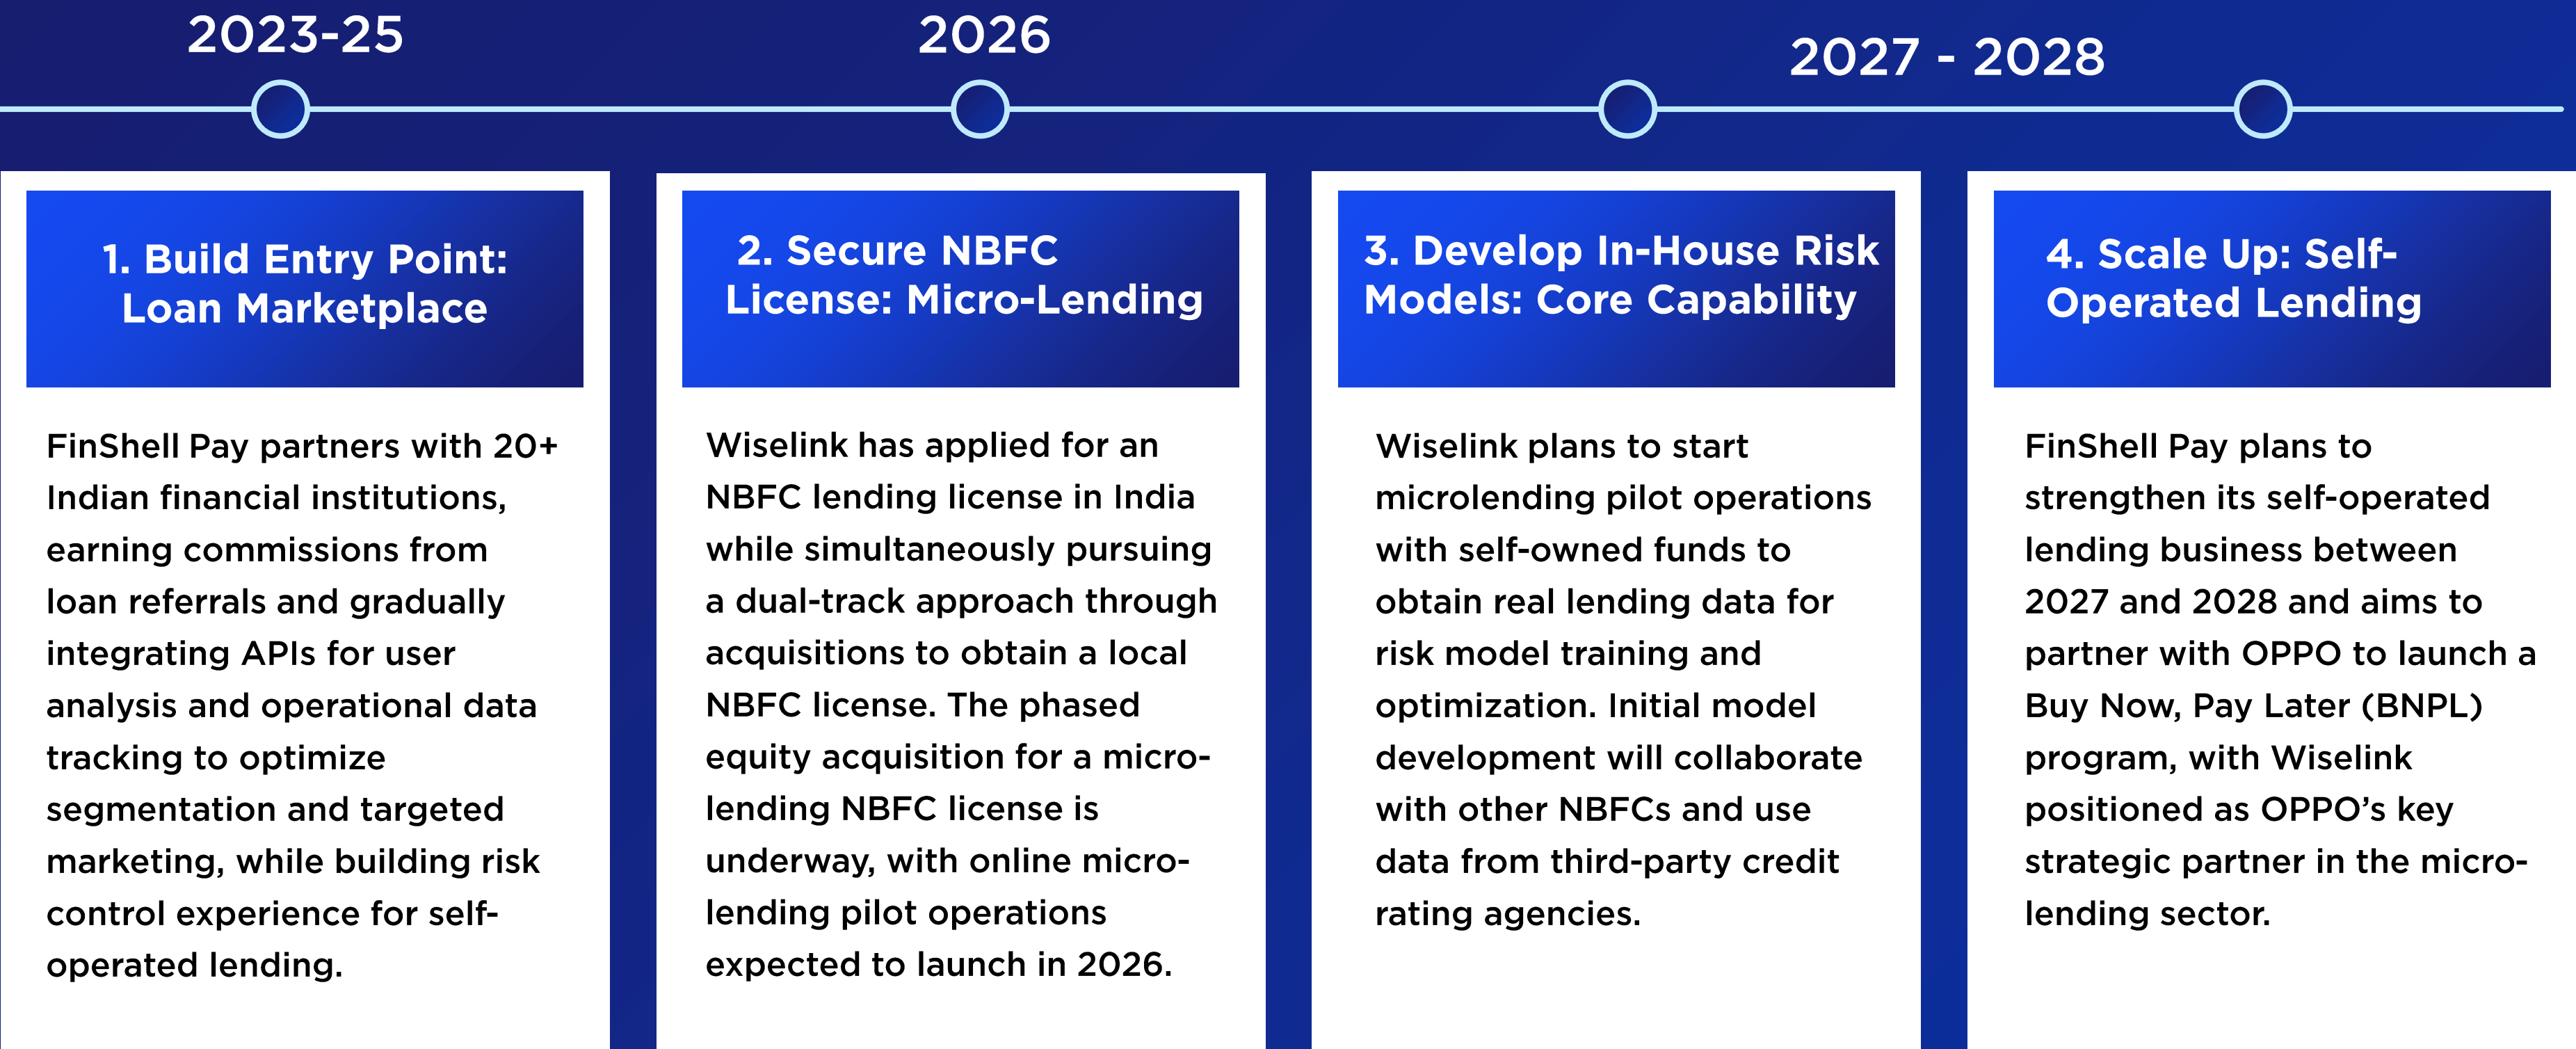 2023-25
2026
2027 - 2028
1. Build Entry Point:
Loan Marketplace
FinShell Pay partners with 20+
Indian financial institutions,
earning commissions from
loan referrals and gradually
integrating APIs for user
analysis and operational data
tracking to optimize
segmentation and targeted
marketing, while building risk
control experience for self-
operated lending.
2. Secure NBFC
License: Micro-Lending
Wiselink has applied for an
NBFC lending license in India
while simultaneously pursuing
a dual-track approach through
acquisitions to obtain a local
NBFC license. The phased
equity acquisition for a micro-
lending NBFC license is
underway, with online micro-
lending pilot operations
expected to launch in 2026.
3. Develop In-House Risk
Models: Core Capability
Wiselink plans to start
microlending pilot operations
with self-owned funds to
obtain real lending data for
risk model training and
optimization. Initial model
development will collaborate
with other NBFCs and use
data from third-party credit
rating agencies.
4. Scale Up: Self-
Operated Lending
FinShell Pay plans to
strengthen its self-operated
lending business between
2027 and 2028 and aims to
partner with OPPO to launch a
Buy Now, Pay Later (BNPL)
program, with Wiselink
positioned as OPPO’s key
strategic partner in the micro-
lending sector.